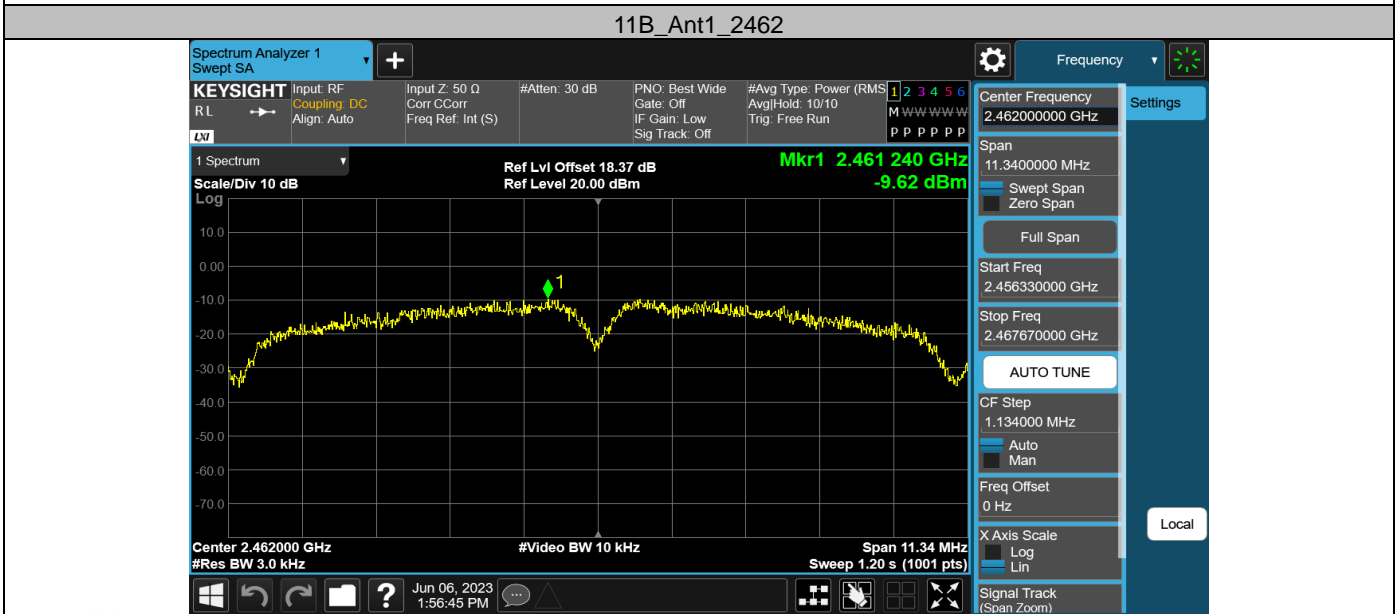 11B_Ant1_2462
Spectrum Analyzer 1
Swept SA
Frequency
KEYSIGHT
RL
LXI
Input: RF
Coupling: DC
Align: Auto
Input Z: 50 Ω
Corr CCorr
Freq Ref: Int (S)
#Atten: 30 dB
PNO: Best Wide
Gate: Off
IF Gain: Low
Sig Track: Off
#Avg Type: Power (RMS
Avg|Hold: 10/10
Trig: Free Run
1 2 3 4 5 6
M W W W W W
P P P P P P
1 Spectrum
Scale/Div 10 dB
Log
Ref Lvl Offset 18.37 dB
Ref Level 20.00 dBm
Mkr1 2.461 240 GHz
-9.62 dBm
10.0
0.00
-10.0
-20.0
-30.0
-40.0
-50.0
-60.0
-70.0
1
Center 2.462000 GHz
#Res BW 3.0 kHz
#Video BW 10 kHz
Span 11.34 MHz
Sweep 1.20 s (1001 pts)
Center Frequency
2.462000000 GHz
Settings
Span
11.3400000 MHz
Swept Span
Zero Span
Full Span
Start Freq
2.456330000 GHz
Stop Freq
2.467670000 GHz
AUTO TUNE
CF Step
1.134000 MHz
Auto
Man
Freq Offset
0 Hz
X Axis Scale
Log
Lin
Local
Signal Track
(Span Zoom)
?
Jun 06, 2023
1:56:45 PM